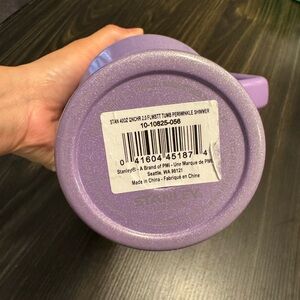 STAN 40OZ QNCHR 2.0 FLWSTT TUMB PERIWINKLE SHIMMER
10-10825-056
0 41604 45187 4
Stanley® - A Brand of PMI - Une Marque de PMI
Seattle, WA 98121
Made in China - Fabriqué en Chine